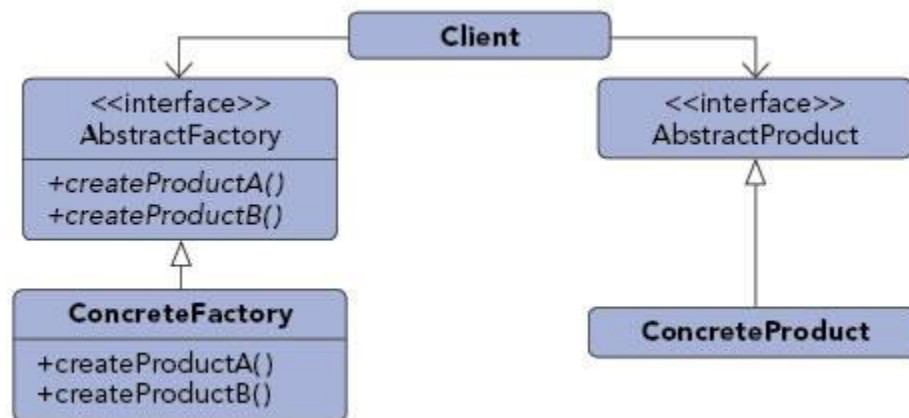 Client
<<interface>>
AbstractFactory
+createProductA()
+createProductB()
<<interface>>
AbstractProduct
ConcreteFactory
+createProductA()
+createProductB()
ConcreteProduct